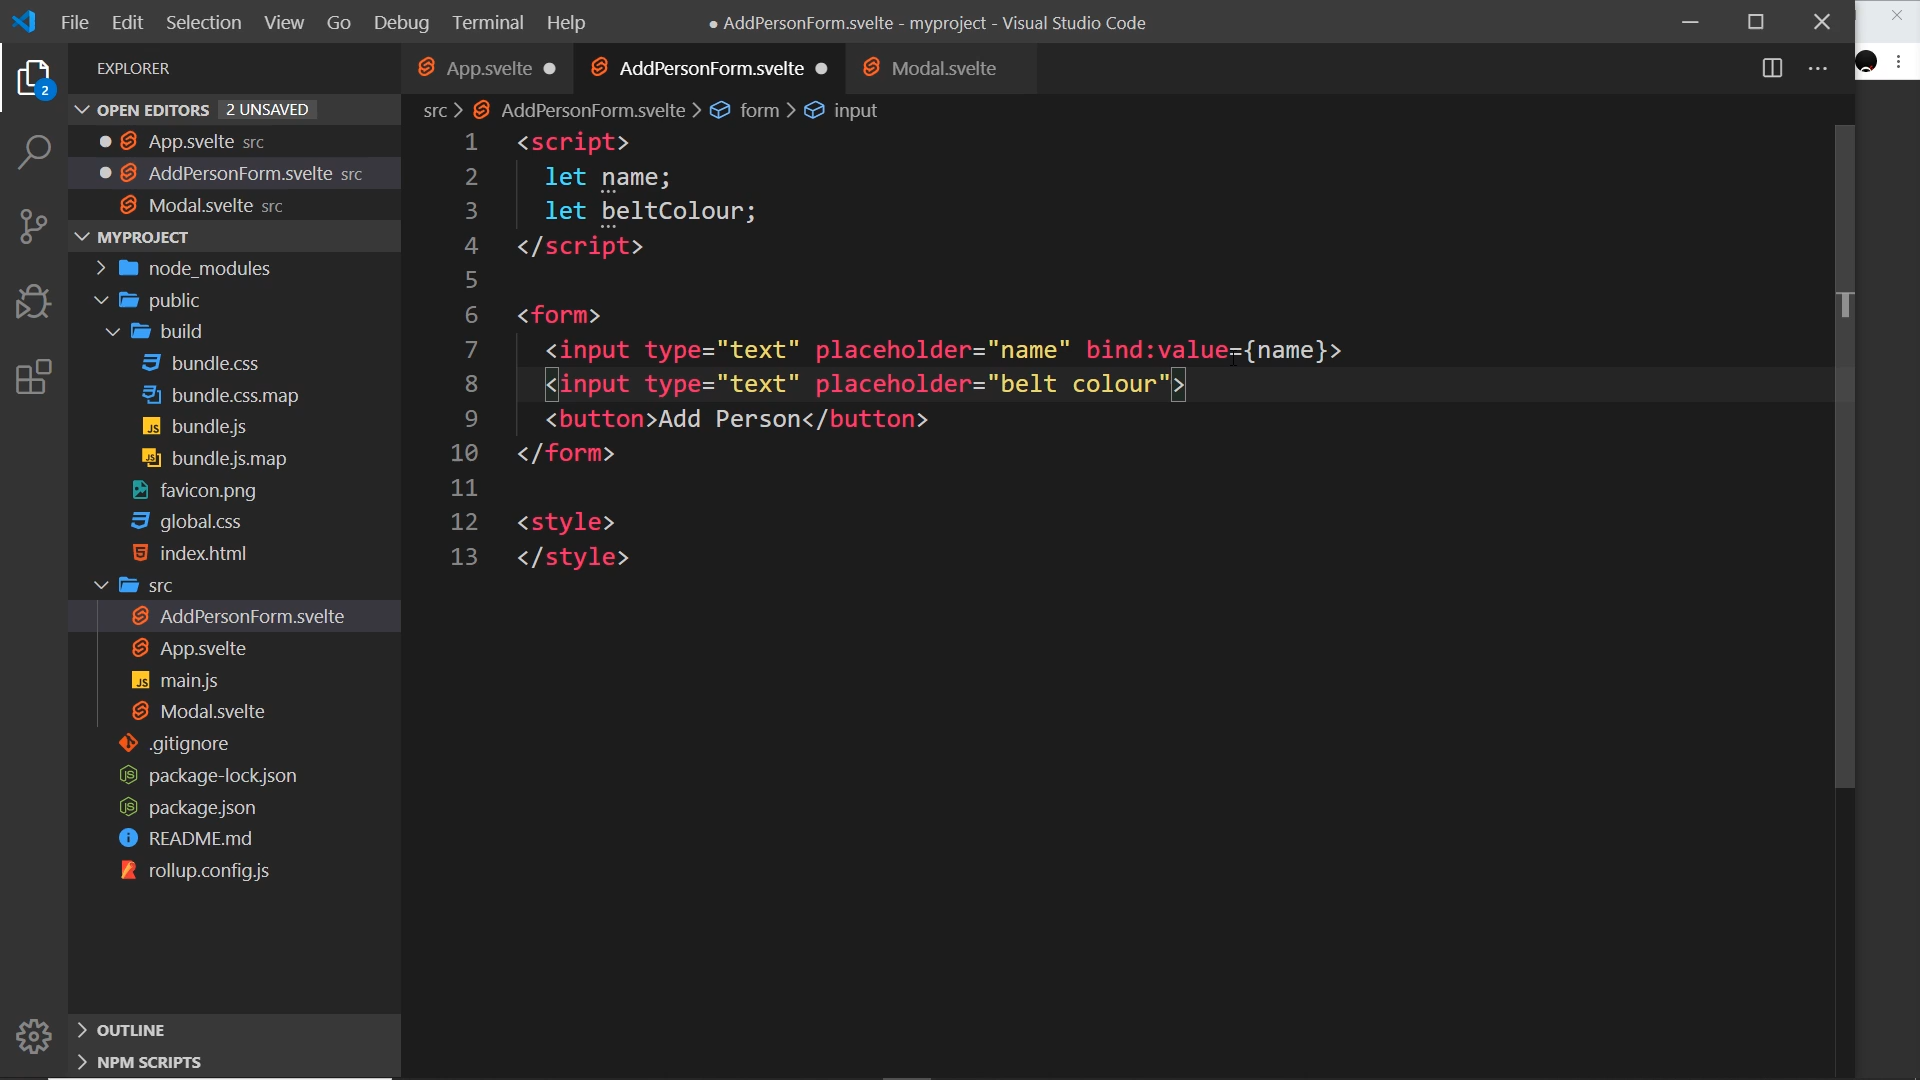 File Edit Selection View Go Debug Terminal Help
● AddPersonForm.svelte - myproject - Visual Studio Code
EXPLORER
OPEN EDITORS 2 UNSAVED
App.svelte src
AddPersonForm.svelte src
Modal.svelte src
MYPROJECT
node_modules
public
build
bundle.css
bundle.css.map
bundle.js
bundle.js.map
favicon.png
global.css
index.html
src
AddPersonForm.svelte
App.svelte
main.js
Modal.svelte
.gitignore
package-lock.json
package.json
README.md
rollup.config.js
OUTLINE
NPM SCRIPTS
2
App.svelte AddPersonForm.svelte Modal.svelte
src > AddPersonForm.svelte > form > input
1 <script>
2 let name;
3 let beltColour;
4 </script>
5
6 <form>
7 <input type="text" placeholder="name" bind:value={name}>
8 <input type="text" placeholder="belt colour">
9 <button>Add Person</button>
10 </form>
11
12 <style>
13 </style>